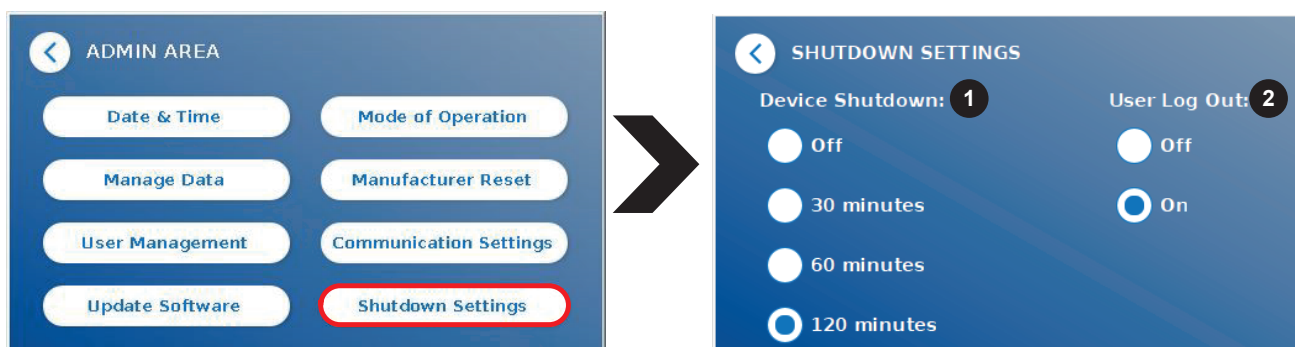 ADMIN AREA
Date & Time
Mode of Operation
Manage Data
Manufacturer Reset
User Management
Communication Settings
Update Software
Shutdown Settings
SHUTDOWN SETTINGS
Device Shutdown: 1
User Log Out: 2
Off
Off
30 minutes
On
60 minutes
120 minutes